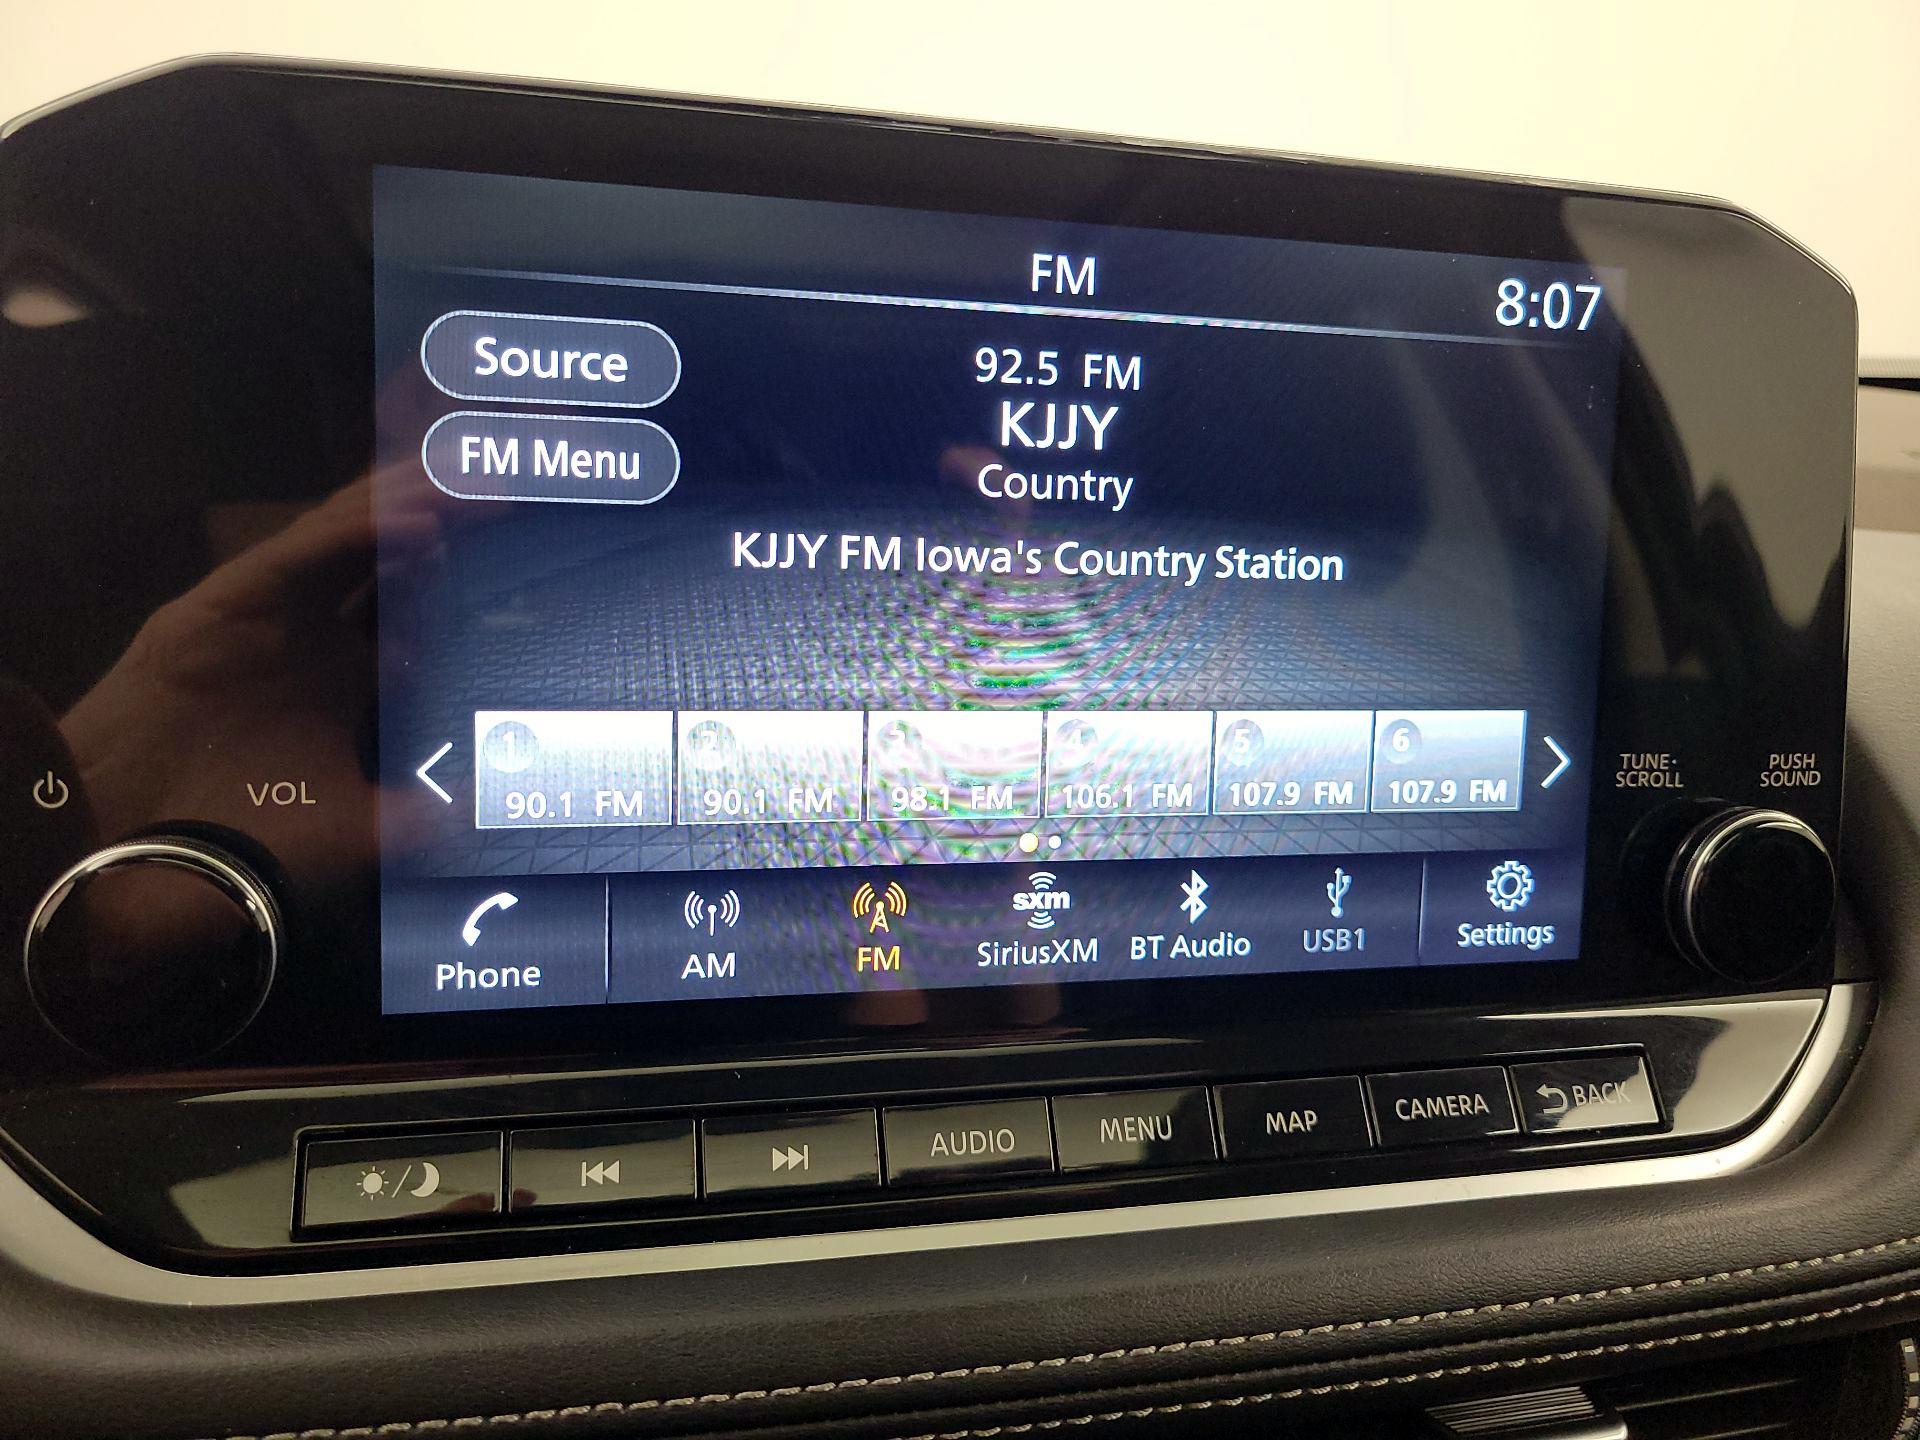 FM
8:07
Source
92.5 FM
KJJY
FM Menu
Country
KJJY FM Iowa's Country Station
1 2 3 4 5 6
90.1 FM 90.1 FM 98.1 FM 106.1 FM 107.9 FM 107.9 FM
VOL
TUNE·
SCROLL
PUSH
SOUND
sxm
Phone AM FM SiriusXM BT Audio USB1 Settings
AUDIO MENU MAP CAMERA BACK